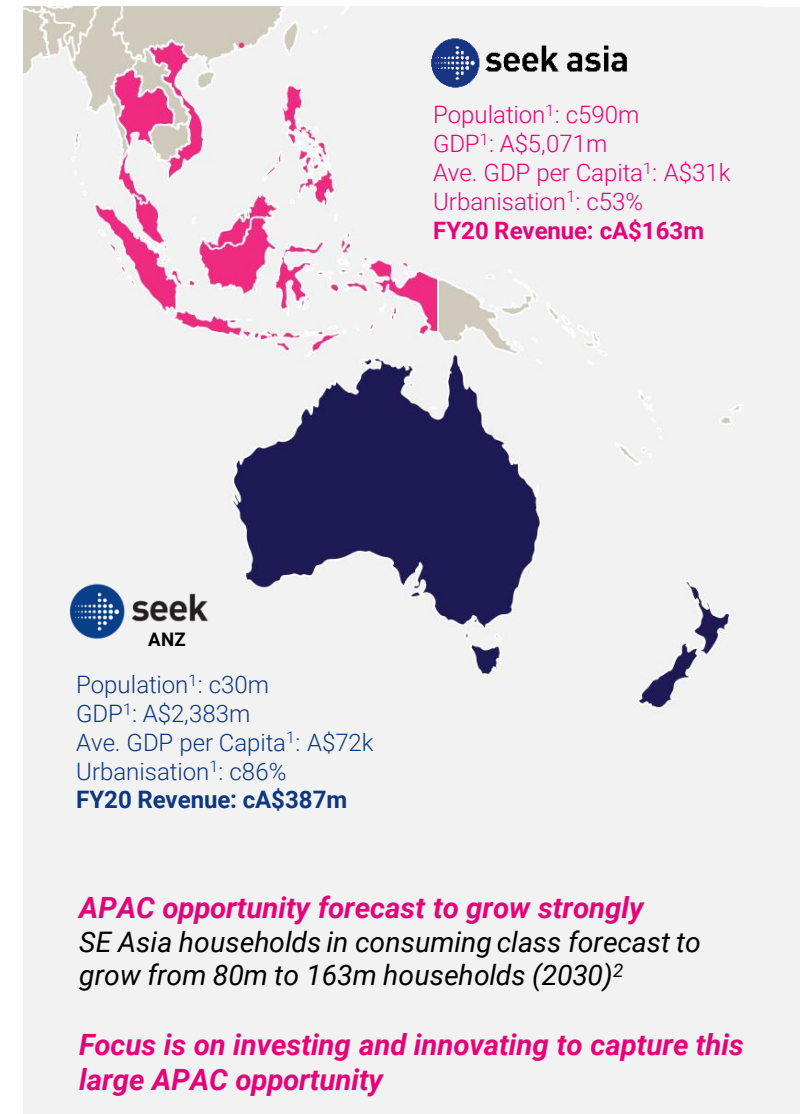 seek asia
Population¹: c590m
GDP¹: A$5,071m
Ave. GDP per Capita¹: A$31k
Urbanisation¹: c53%
FY20 Revenue: cA$163m
seek
ANZ
Population¹: c30m
GDP¹: A$2,383m
Ave. GDP per Capita¹: A$72k
Urbanisation¹: c86%
FY20 Revenue: cA$387m
APAC opportunity forecast to grow strongly
SE Asia households in consuming class forecast to
grow from 80m to 163m households (2030)²
Focus is on investing and innovating to capture this
large APAC opportunity